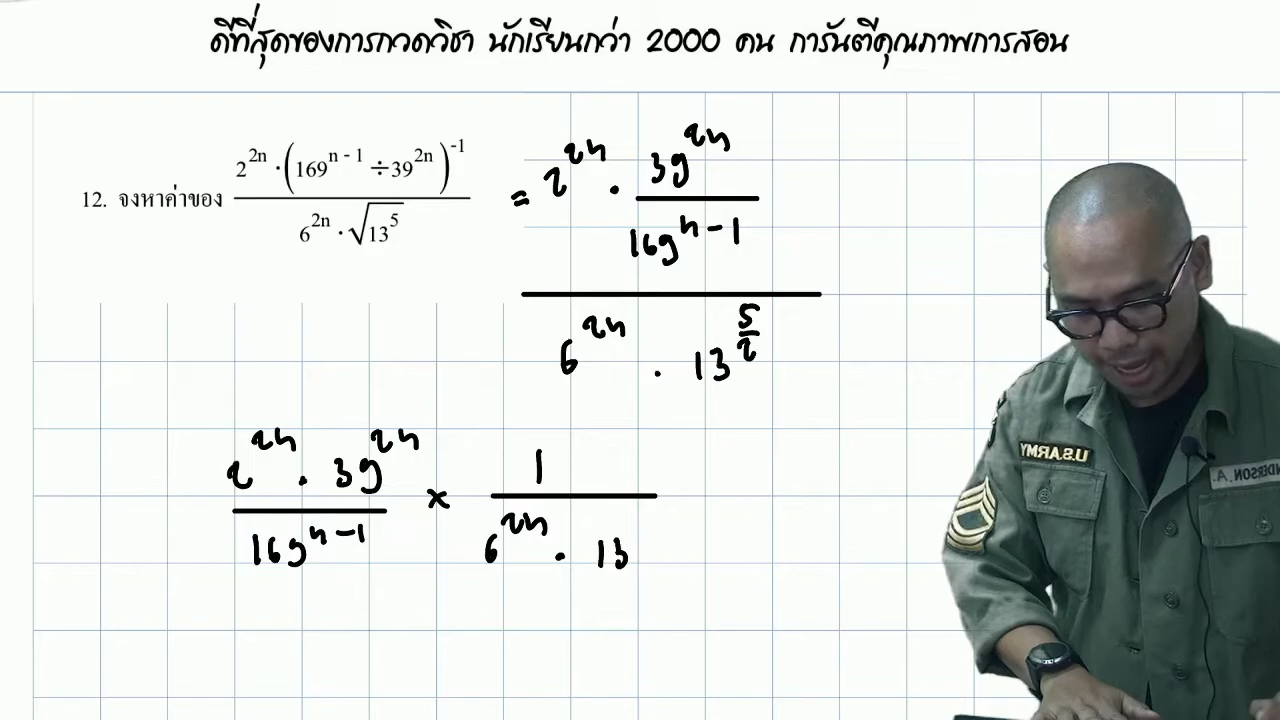 ดีที่สุดของการกวดวิชา นักเรียนกว่า 2000 คน การันตีคุณภาพการสอน
12. จงหาค่าของ 2^{2n} · (169^{n - 1} ÷ 39^{2n})^{-1} / 6^{2n} · √13^5
= 2^{2n} · 39^{2n} / 169^{n-1}
6^{2n} · 13^{5/2}
2^{2n} · 39^{2n} / 169^{n-1} × 1 / 6^{2n} · 13
U.S.ARMY
NDERSON.A.